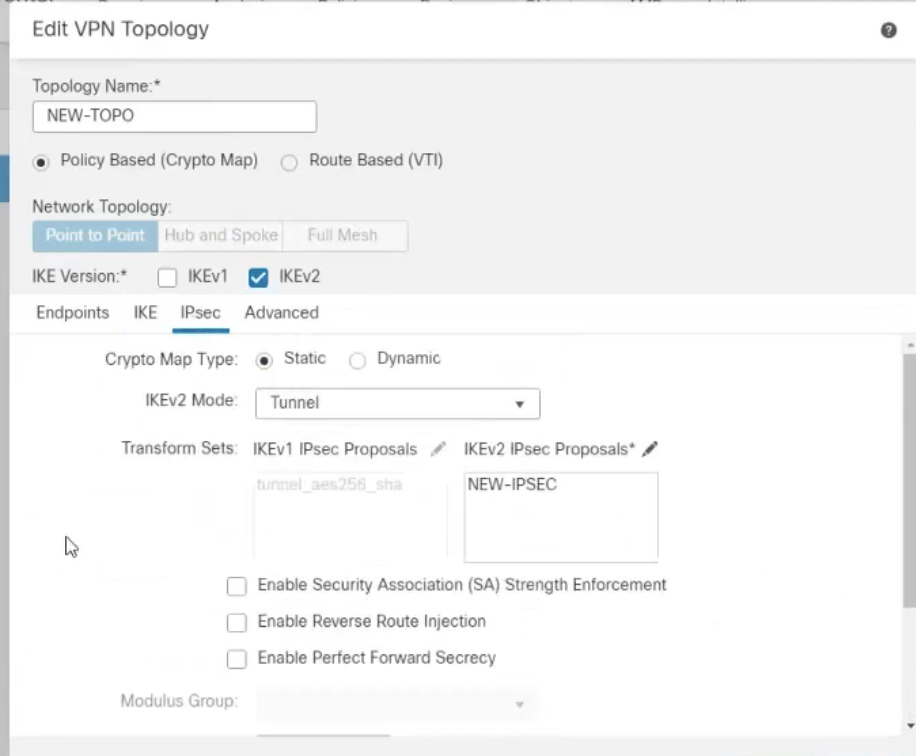 Edit VPN Topology
Topology Name:*
NEW-TOPO
Policy Based (Crypto Map) Route Based (VTI)
Network Topology:
Point to Point Hub and Spoke Full Mesh
IKE Version:* IKEv1 IKEv2
Endpoints IKE IPsec Advanced
Crypto Map Type: Static Dynamic
IKEv2 Mode: Tunnel
Transform Sets: IKEv1 IPsec Proposals IKEv2 IPsec Proposals*
tunnel_aes256_sha NEW-IPSEC
Enable Security Association (SA) Strength Enforcement
Enable Reverse Route Injection
Enable Perfect Forward Secrecy
Modulus Group: